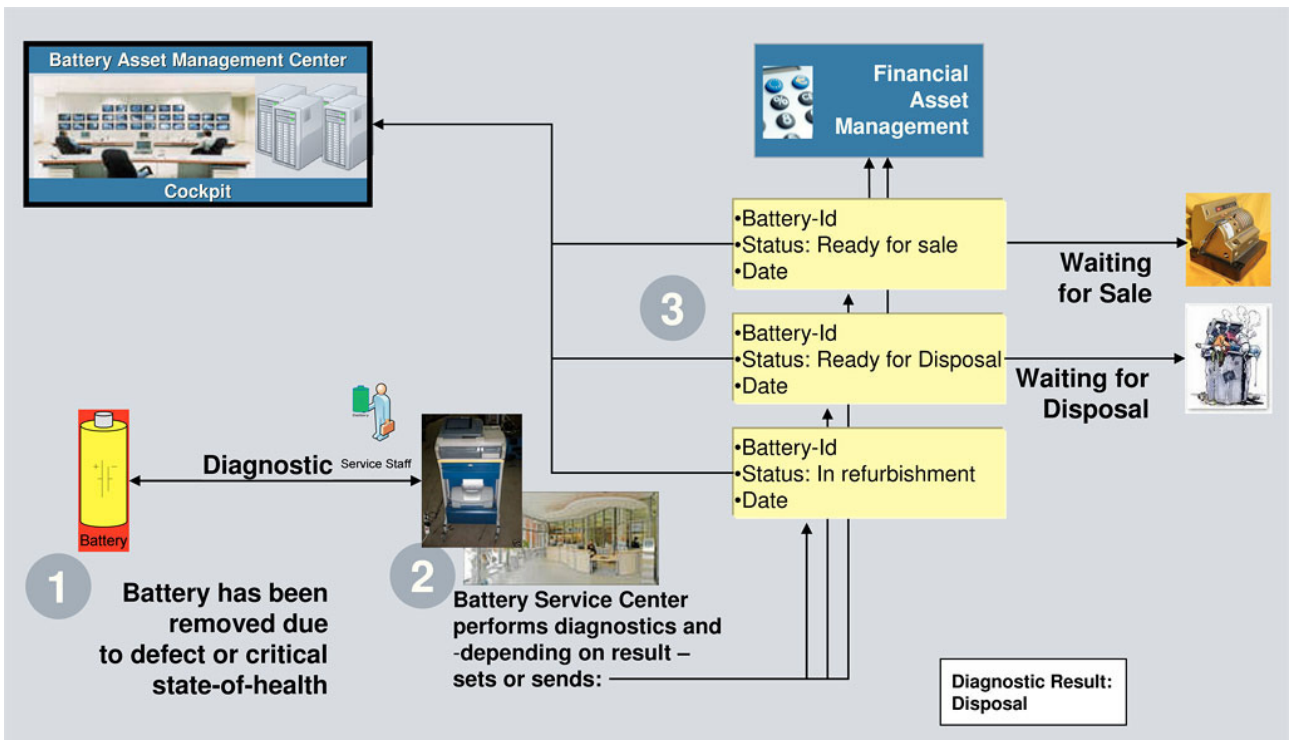 Battery Asset Management Center
Cockpit
Financial
Asset
Management
•Battery-Id
•Status: Ready for sale
•Date
Waiting
for Sale
3
•Battery-Id
•Status: Ready for Disposal
•Date
Waiting for
Disposal
•Battery-Id
•Status: In refurbishment
•Date
Diagnostic
Service Staff
Battery
1
Battery has been
removed due
to defect or critical
state-of-health
2
Battery Service Center
performs diagnostics and
-depending on result –
sets or sends:
Diagnostic Result:
Disposal